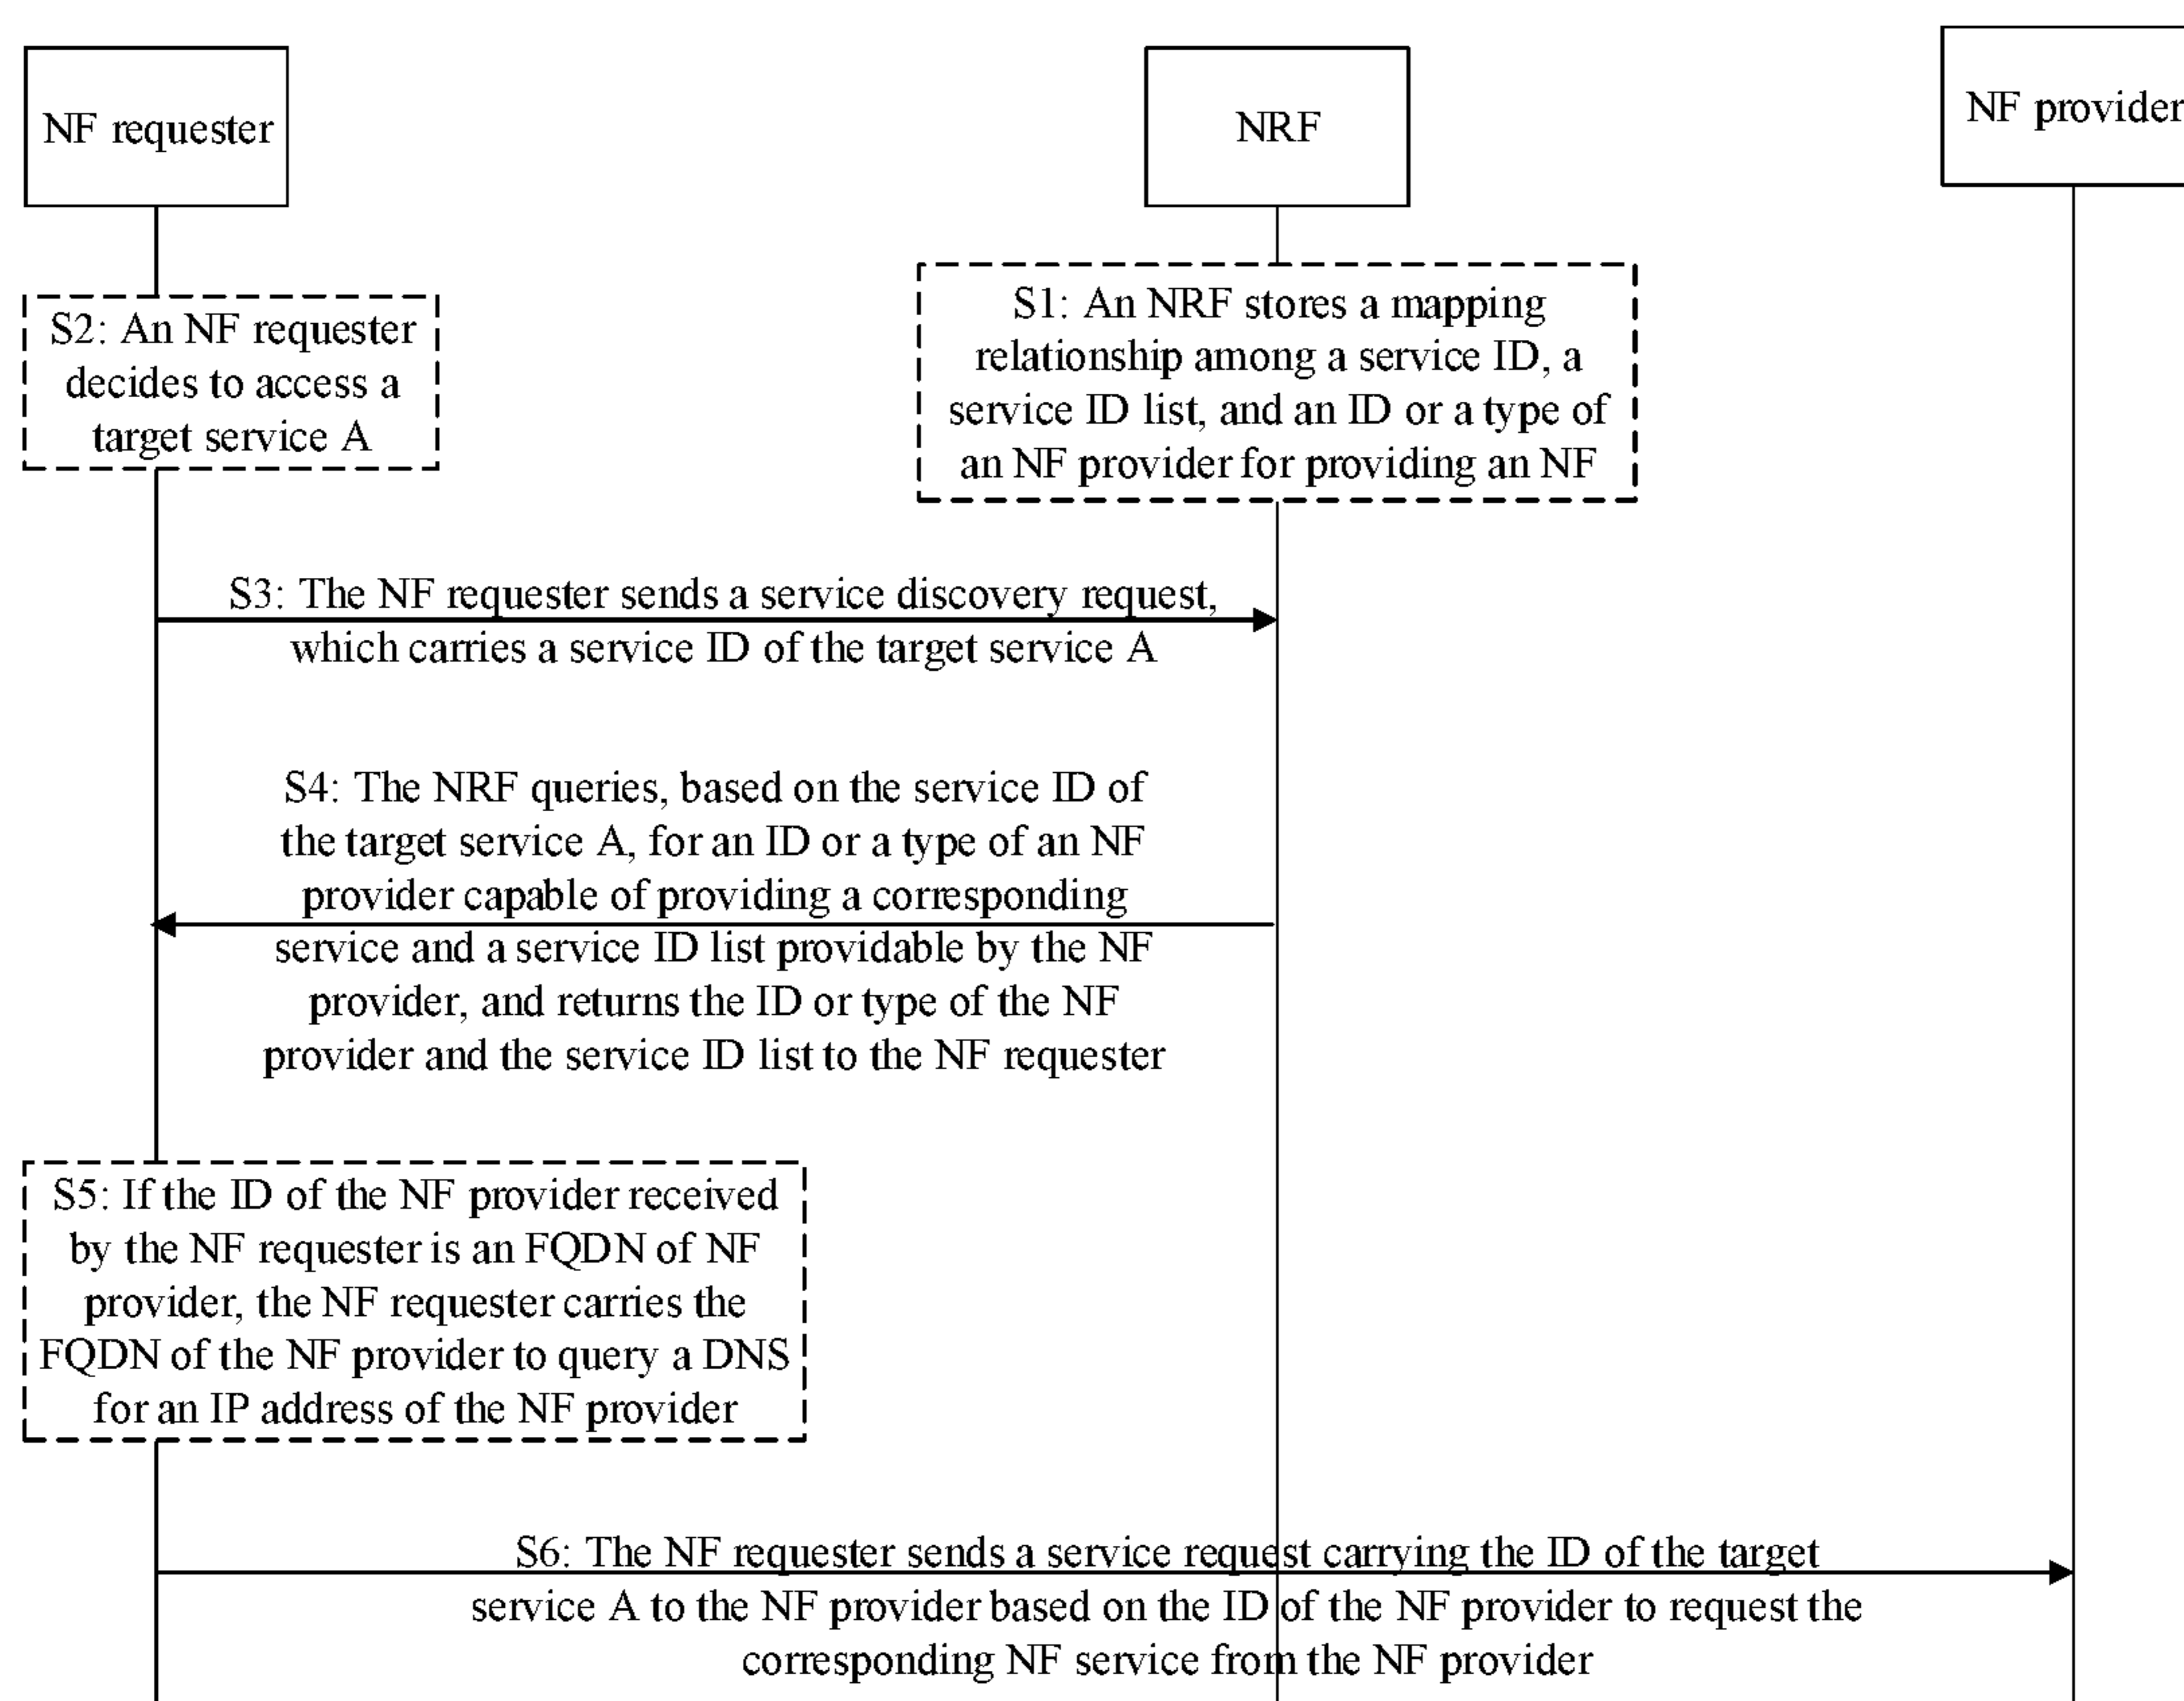 NF requester
NRF
NF provider
S1: An NRF stores a mapping
relationship among a service ID, a
service ID list, and an ID or a type of
an NF provider for providing an NF
S2: An NF requester
decides to access a
target service A
S3: The NF requester sends a service discovery request,
which carries a service ID of the target service A
S4: The NRF queries, based on the service ID of
the target service A, for an ID or a type of an NF
provider capable of providing a corresponding
service and a service ID list providable by the NF
provider, and returns the ID or type of the NF
provider and the service ID list to the NF requester
S5: If the ID of the NF provider received
by the NF requester is an FQDN of NF
provider, the NF requester carries the
FQDN of the NF provider to query a DNS
for an IP address of the NF provider
S6: The NF requester sends a service request carrying the ID of the target
service A to the NF provider based on the ID of the NF provider to request the
corresponding NF service from the NF provider